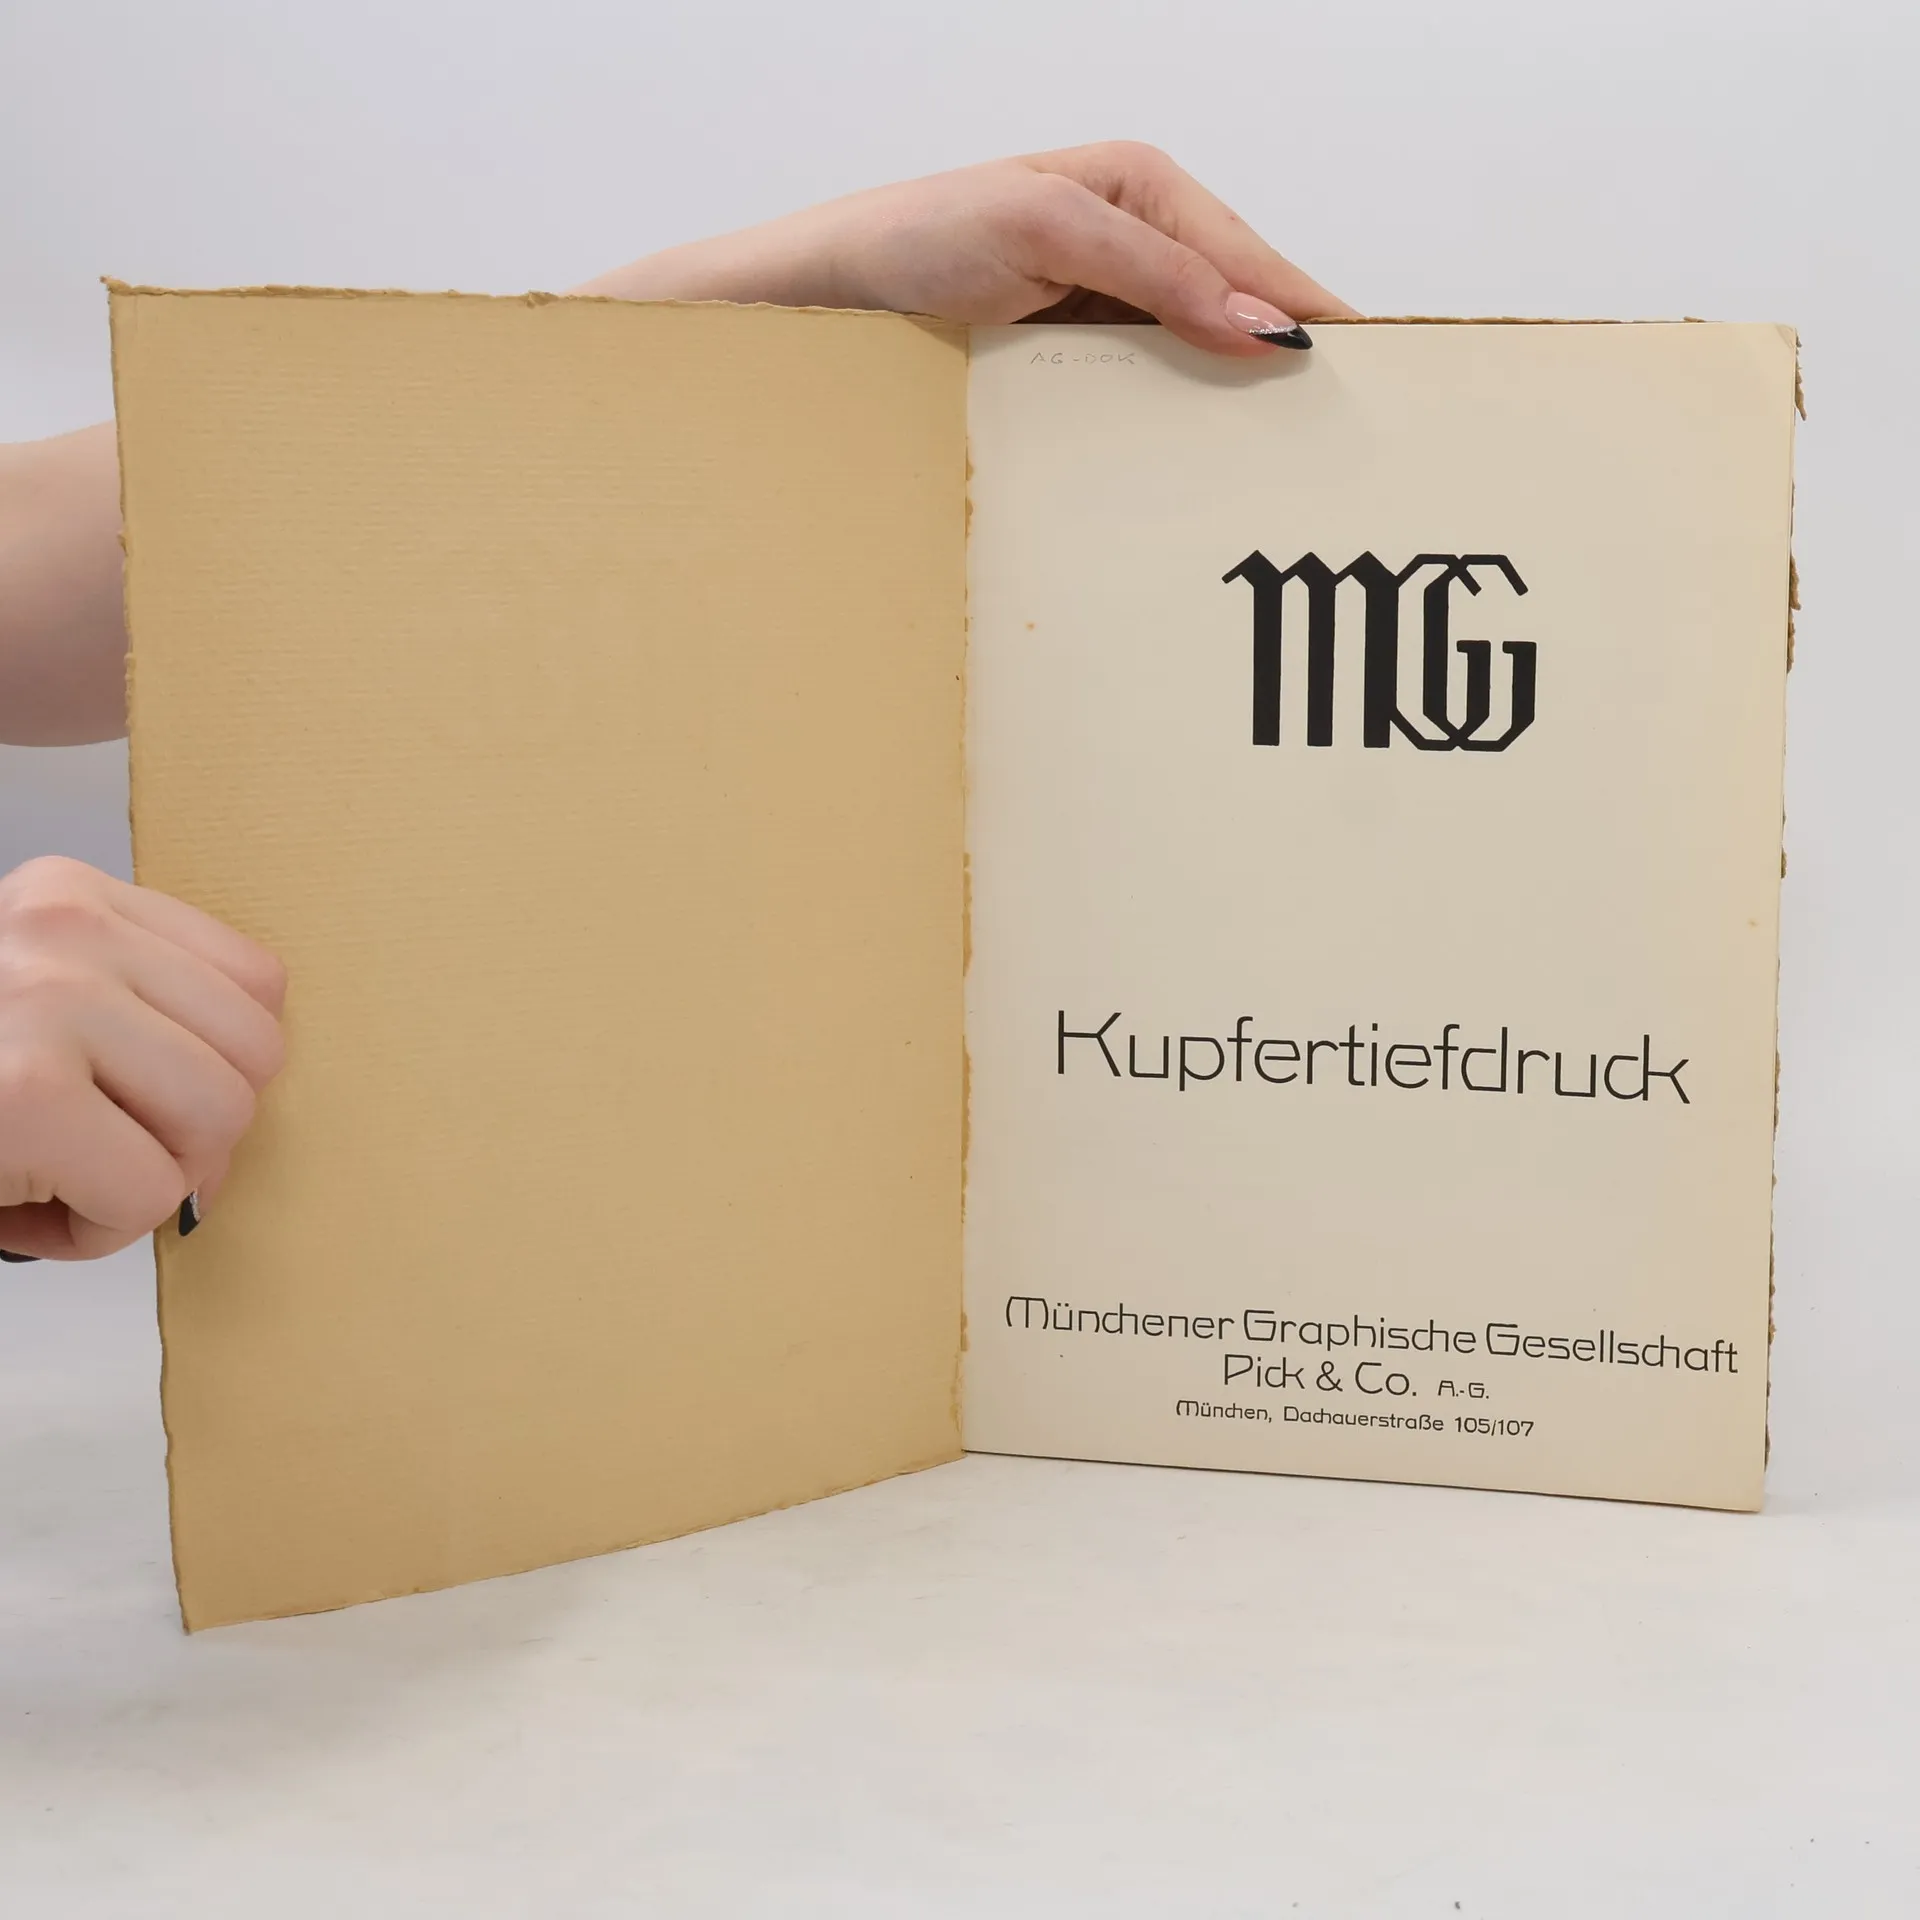 AG-DOK
MGG
Kupfertiefdruck
Münchener Graphische Gesellschaft
Pick & Co. A.-G.
München, Dachauerstraße 105/107